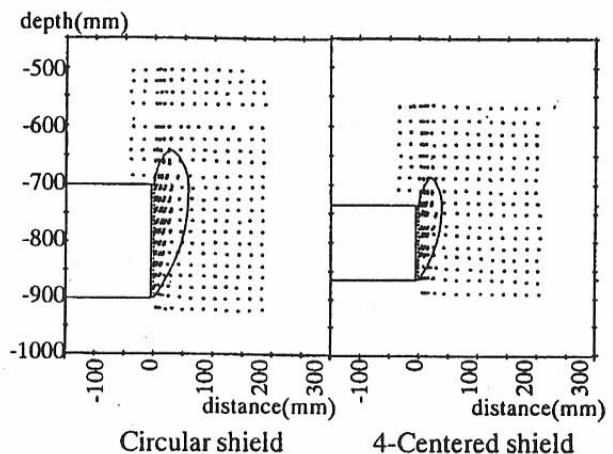 depth(mm)
-500
-600
-700
-800
-900
-1000
-100 0 100 200 300 -100 0 100 200 300
distance(mm) distance(mm)
Circular shield 4-Centered shield